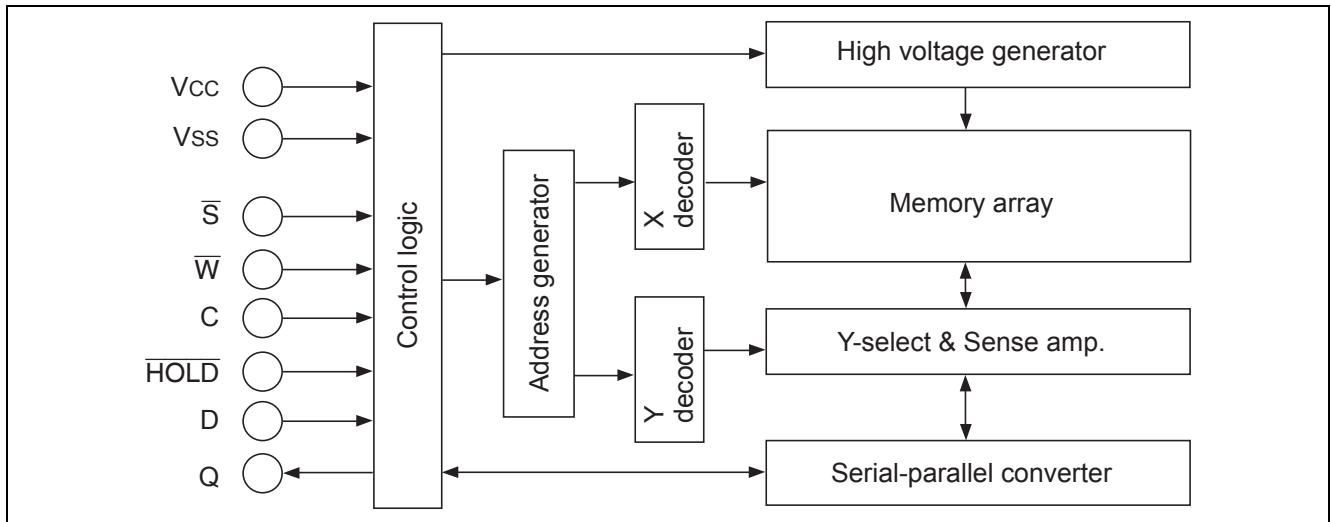 VCC
VSS
S̅
W̅
C
H̅O̅L̅D̅
D
Q
Control logic
Address generator
X
decoder
Y
decoder
High voltage generator
Memory array
Y-select & Sense amp.
Serial-parallel converter